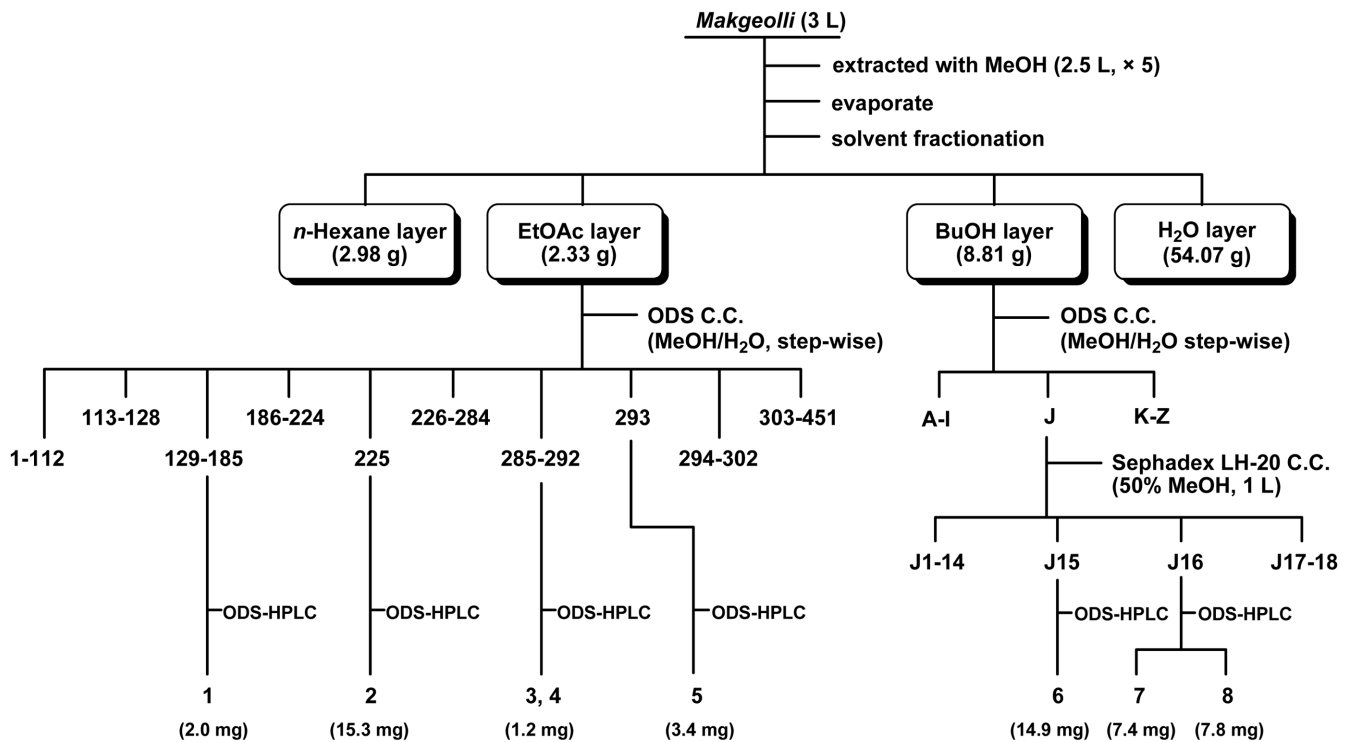 Makgeolli (3 L)
extracted with MeOH (2.5 L, × 5)
evaporate
solvent fractionation
n-Hexane layer
(2.98 g)
EtOAc layer
(2.33 g)
BuOH layer
(8.81 g)
H₂O layer
(54.07 g)
ODS C.C.
(MeOH/H₂O, step-wise)
ODS C.C.
(MeOH/H₂O step-wise)
113-128
186-224
226-284
293
303-451
1-112
129-185
225
285-292
294-302
A-I
J
K-Z
Sephadex LH-20 C.C.
(50% MeOH, 1 L)
J1-14
J15
J16
J17-18
ODS-HPLC
ODS-HPLC
ODS-HPLC
ODS-HPLC
ODS-HPLC
ODS-HPLC
1
(2.0 mg)
2
(15.3 mg)
3, 4
(1.2 mg)
5
(3.4 mg)
6
(14.9 mg)
7
(7.4 mg)
8
(7.8 mg)